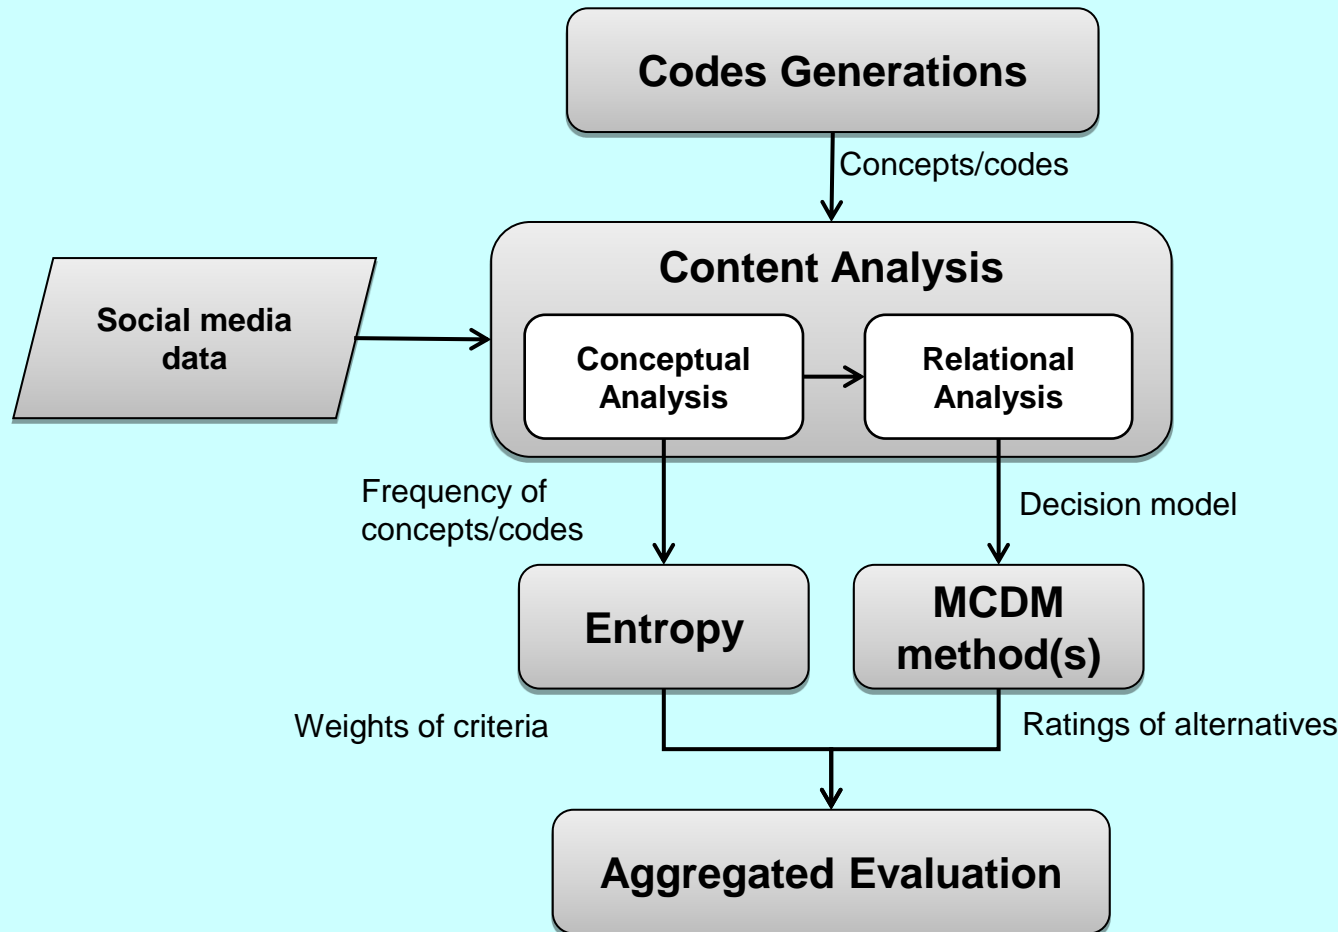 Codes Generations
Concepts/codes
Content Analysis
Social media
data
Conceptual
Analysis
Relational
Analysis
Frequency of
concepts/codes
Decision model
Entropy
MCDM
method(s)
Weights of criteria
Ratings of alternatives
Aggregated Evaluation